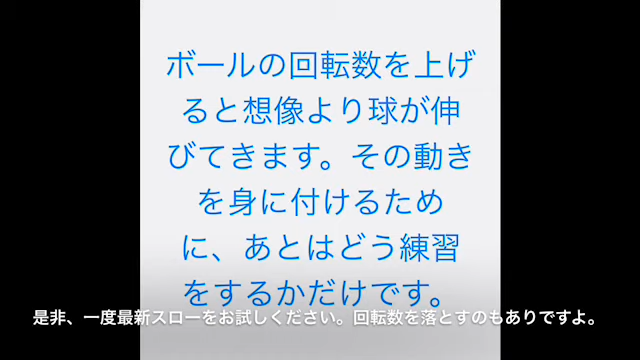 ボールの回転数を上げ
ると想像より球が伸
びてきます。その動き
を身に付けるため
に、あとはどう練習
をするかだけです。
是非、一度最新スローをお試しください。回転数を落とすのもありですよ。